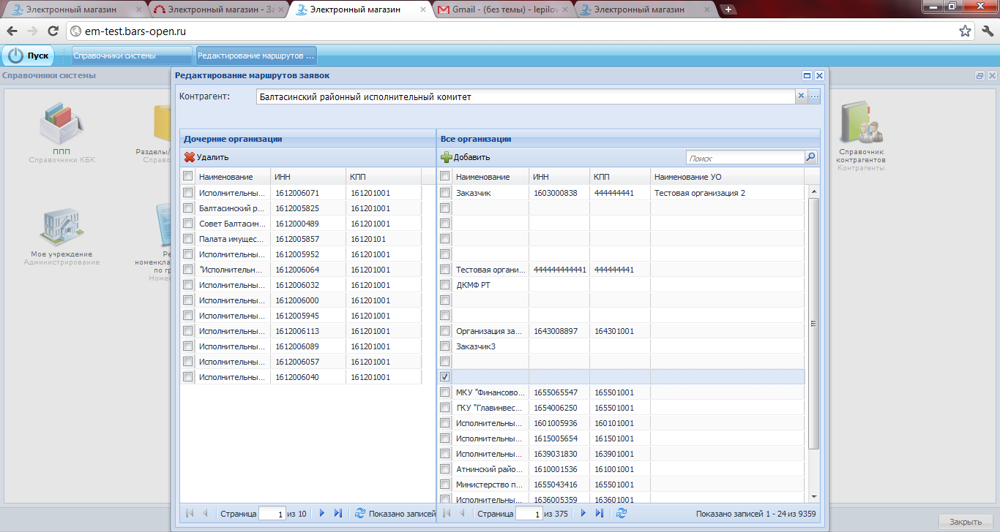 Электронный магазин
Электронный магазин - За
Электронный магазин
Gmail - (без темы) - lepilov
Электронный магазин
em-test.bars-open.ru
Пуск
Справочники системы
Редактирование маршрутов ...
Справочники системы
Редактирование маршрутов заявок
Контрагент:
Балтасинский районный исполнительный комитет
ППП
Справочники КБК
Разделы/
Справо
Мое учреждение
Администрирование
Ре
номенкла
по гр
Номен
Справочник
контрагентов
Контрагенты
Дочерние организации
Удалить
Наименование ИНН КПП
Исполнительны... 1612006071 161201001
Балтасинский р... 1612005825 161201001
Совет Балтасин... 1612000489 161201001
Палата имущес... 1612005857 16120101
Исполнительны... 1612005952 161201001
"Исполнительн... 1612006064 161201001
Исполнительны... 1612006032 161201001
Исполнительны... 1612006000 161201001
Исполнительны... 1612005945 161201001
Исполнительны... 1612006113 161201001
Исполнительны... 1612006089 161201001
Исполнительны... 1612006057 161201001
Исполнительны... 1612006040 161201001
Страница 1 из 10 Показано записей
Все организации
Добавить Поиск
Наименование ИНН КПП Наименование УО
Заказчик 1603000838 444444441 Тестовая организация 2
Тестовая органи... 444444444441 444444441
ДКМФ РТ
Организация за... 1643008897 164301001
Заказчик3
МКУ "Финансово... 1655065547 165501001
ГКУ "Главинвес... 1654006250 165501001
Исполнительны... 1601005936 160101001
Исполнительны... 1615005654 161501001
Исполнительны... 1639031830 163901001
Атнинский райо... 1610001536 161001001
Министерство п... 1655043416 165501001
Исполнительны... 1636005359 163601001
Страница 1 из 375 Показано записей 1 - 24 из 9359
Закрыть